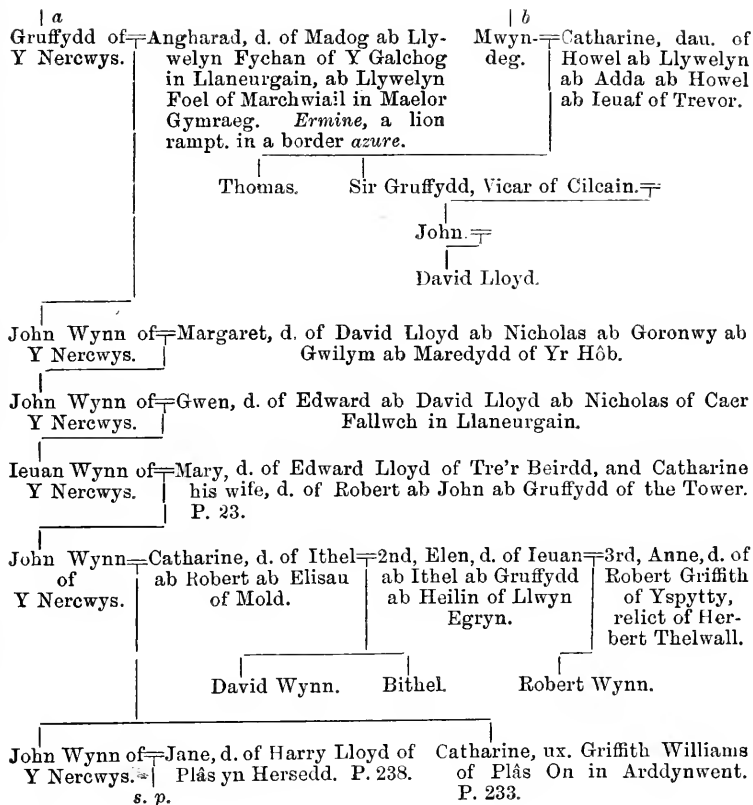 a
b
Gruffydd of Angharad, d. of Madog ab Lly-
Y Nercwys. welyn Fychan of Y Galchog
in Llaneurgain, ab Llywelyn
Foel of Marchwiail in Maelor
Gymraeg. Ermine, a lion
rampt. in a border azure.
Mwyn- Catharine, dau. of
deg. Howel ab Llywelyn
ab Adda ab Howel
ab Ieuaf of Trevor.
Thomas. Sir Gruffydd, Vicar of Cilcain.
John.
David Lloyd.
John Wynn of Margaret, d. of David Lloyd ab Nicholas ab Goronwy ab
Y Nercwys. Gwilym ab Maredydd of Yr Hôb.
John Wynn of Gwen, d. of Edward ab David Lloyd ab Nicholas of Caer
Y Nercwys. Fallwch in Llaneurgain.
Ieuan Wynn of Mary, d. of Edward Lloyd of Tre'r Beirdd, and Catharine
Y Nercwys. his wife, d. of Robert ab John ab Gruffydd of the Tower.
P. 23.
John Wynn
of
Y Nercwys.
Catharine, d. of Ithel
ab Robert ab Elisau
of Mold.
2nd, Elen, d. of Ieuan
ab Ithel ab Gruffydd
ab Heilin of Llwyn
Egryn.
3rd, Anne, d. of
Robert Griffith
of Yspytty,
relict of Her-
bert Thelwall.
David Wynn. Bithel. Robert Wynn.
John Wynn of Jane, d. of Harry Lloyd of
Y Nercwys. Plâs yn Hersedd. P. 238.
s. p.
Catharine, ux. Griffith Williams
of Plâs On in Arddynwent.
P. 233.